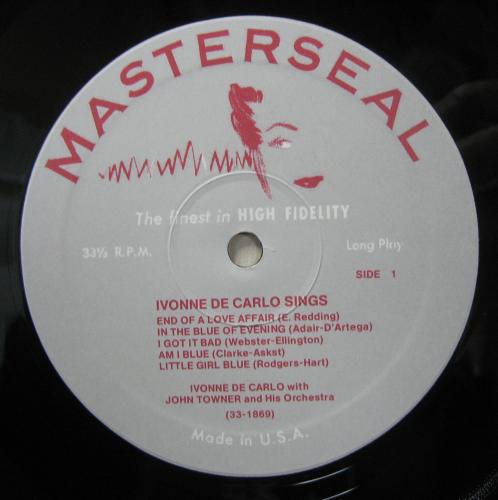 MASTERSEAL
The finest in HIGH FIDELITY
33⅓ R.P.M.
Long Play
SIDE 1
IVONNE DE CARLO SINGS
END OF A LOVE AFFAIR (E. Redding)
IN THE BLUE OF EVENING (Adair-D'Artega)
I GOT IT BAD (Webster-Ellington)
AM I BLUE (Clarke-Askst)
LITTLE GIRL BLUE (Rodgers-Hart)
IVONNE DE CARLO with
JOHN TOWNER and His Orchestra
(33-1869)
Made in U.S.A.